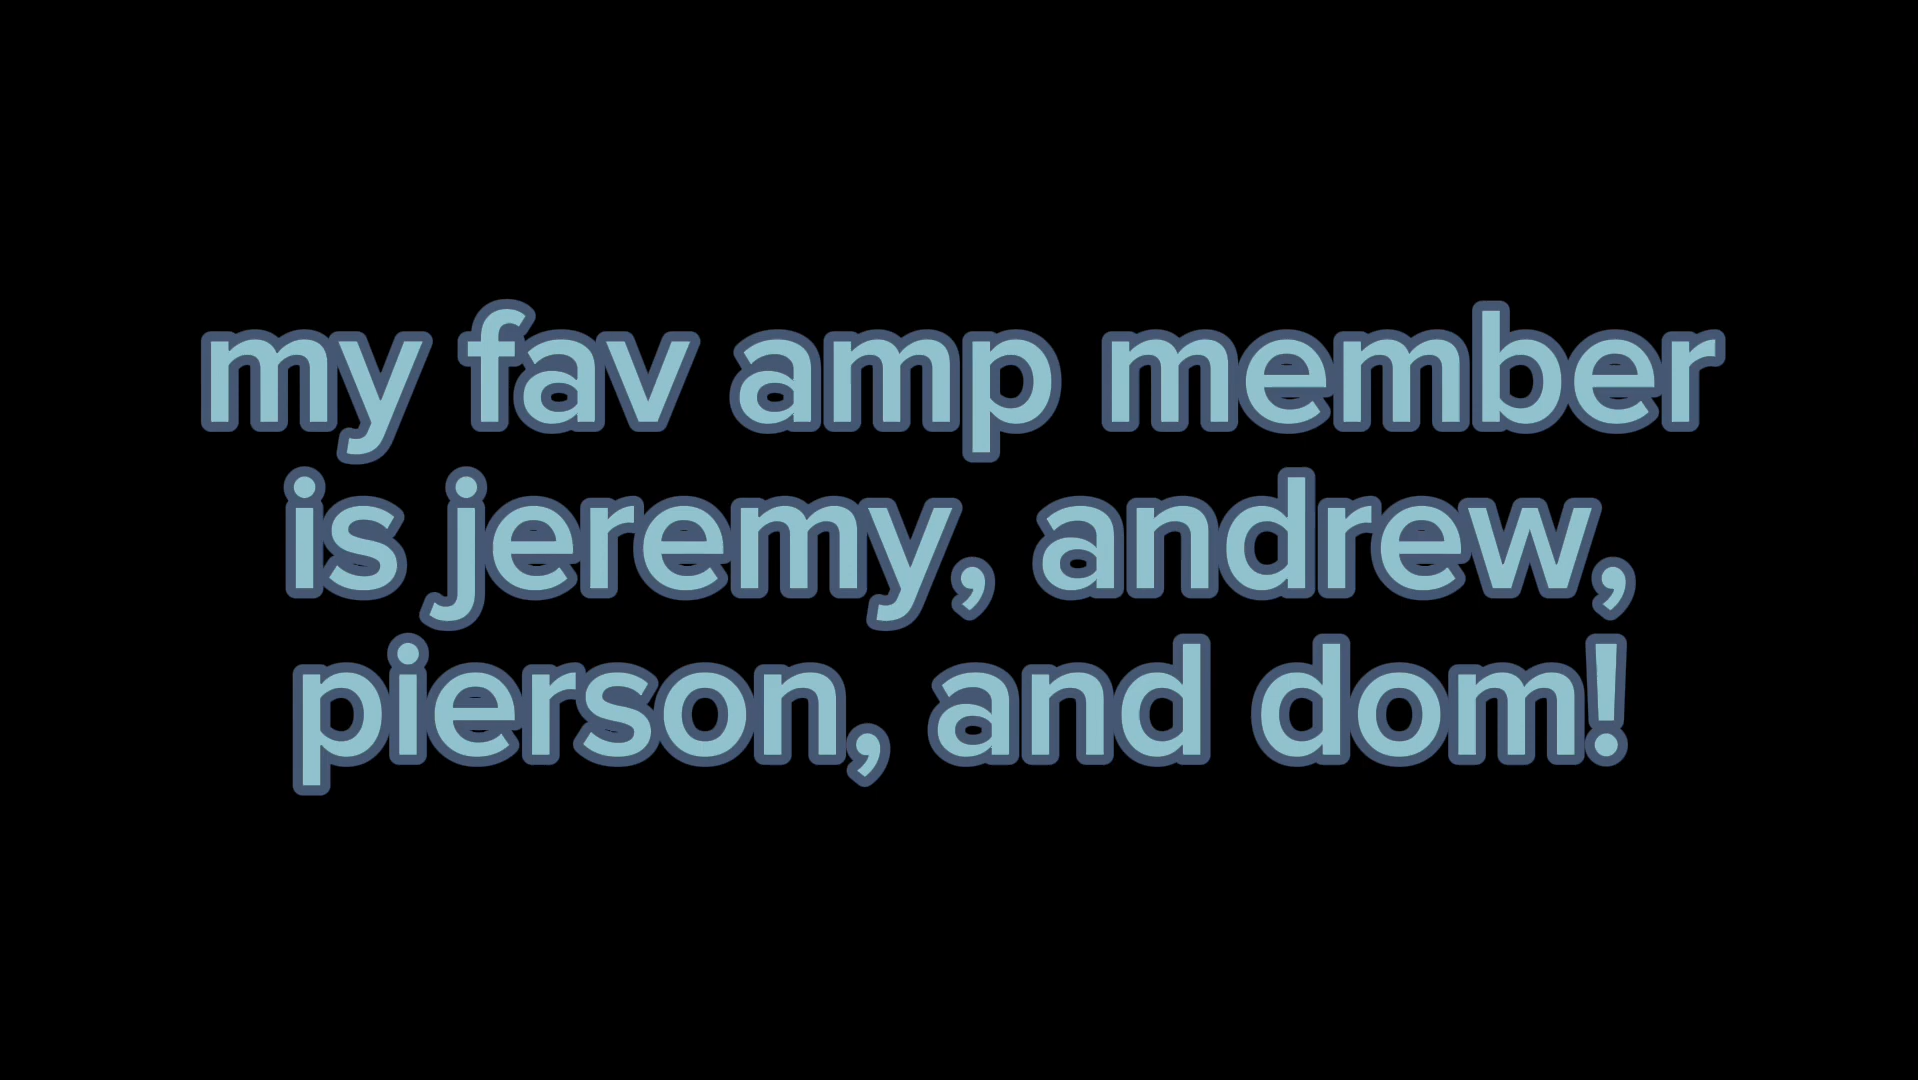 my fav amp member
is jeremy, andrew,
pierson, and dom!